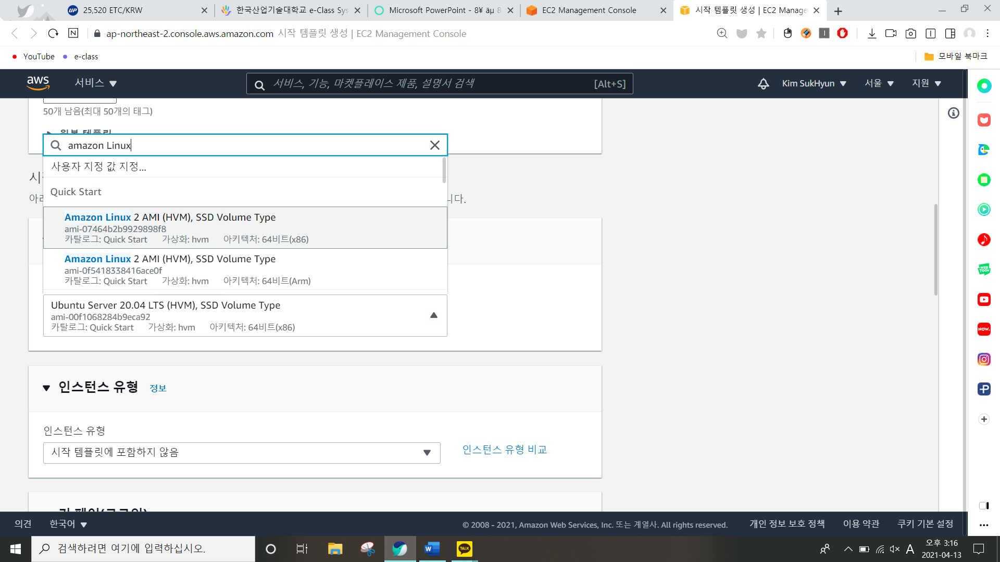 25,520 ETC/KRW
한국산업기술대학교 e-Class Sys
Microsoft PowerPoint - 8¥ äµ 8
EC2 Management Console
시작 템플릿 생성 | EC2 Manage
ap-northeast-2.console.aws.amazon.com 시작 템플릿 생성 | EC2 Management Console
YouTube
e-class
모바일 북마크
aws
서비스
서비스, 기능, 마켓플레이스 제품, 설명서 검색
[Alt+S]
Kim SukHyun
서울
지원
50개 남음(최대 50개의 태그)
amazon Linux
사용자 지정 값 지정...
Quick Start
니다.
Amazon Linux 2 AMI (HVM), SSD Volume Type
ami-07464b2b9929898f8
카탈로그: Quick Start 가상화: hvm 아키텍처: 64비트(x86)
Amazon Linux 2 AMI (HVM), SSD Volume Type
ami-0f5418338416ace0f
카탈로그: Quick Start 가상화: hvm 아키텍처: 64비트(Arm)
Ubuntu Server 20.04 LTS (HVM), SSD Volume Type
ami-00f1068284b9eca92
카탈로그: Quick Start 가상화: hvm 아키텍처: 64비트(x86)
인스턴스 유형 정보
인스턴스 유형
시작 템플릿에 포함하지 않음
인스턴스 유형 비교
의견
한국어
© 2008 - 2021, Amazon Web Services, Inc. 또는 계열사. All rights reserved.
개인 정보 보호 정책
이용 약관
쿠키 기본 설정
검색하려면 여기에 입력하십시오.
TALK
A
오후 3:16
2021-04-13
WEB
TOON
NOW.